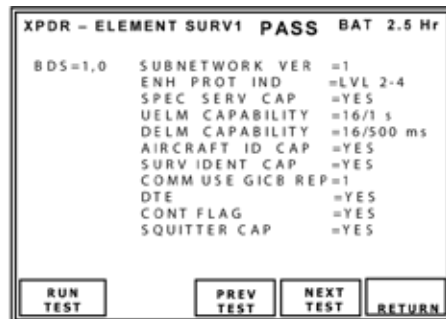 XPDR – ELEMENT SURV1 PASS BAT 2.5 Hr
BDS=1,0 SUBNETWORK VER =1
ENH PROT IND =LVL 2-4
SPEC SERV CAP =YES
UELM CAPABILITY =16/1 s
DELM CAPABILITY =16/500 ms
AIRCRAFT ID CAP =YES
SURV IDENT CAP =YES
COMM USE GICB REP=1
DTE =YES
CONT FLAG =YES
SQUITTER CAP =YES
RUN TEST PREV TEST NEXT TEST RETURN